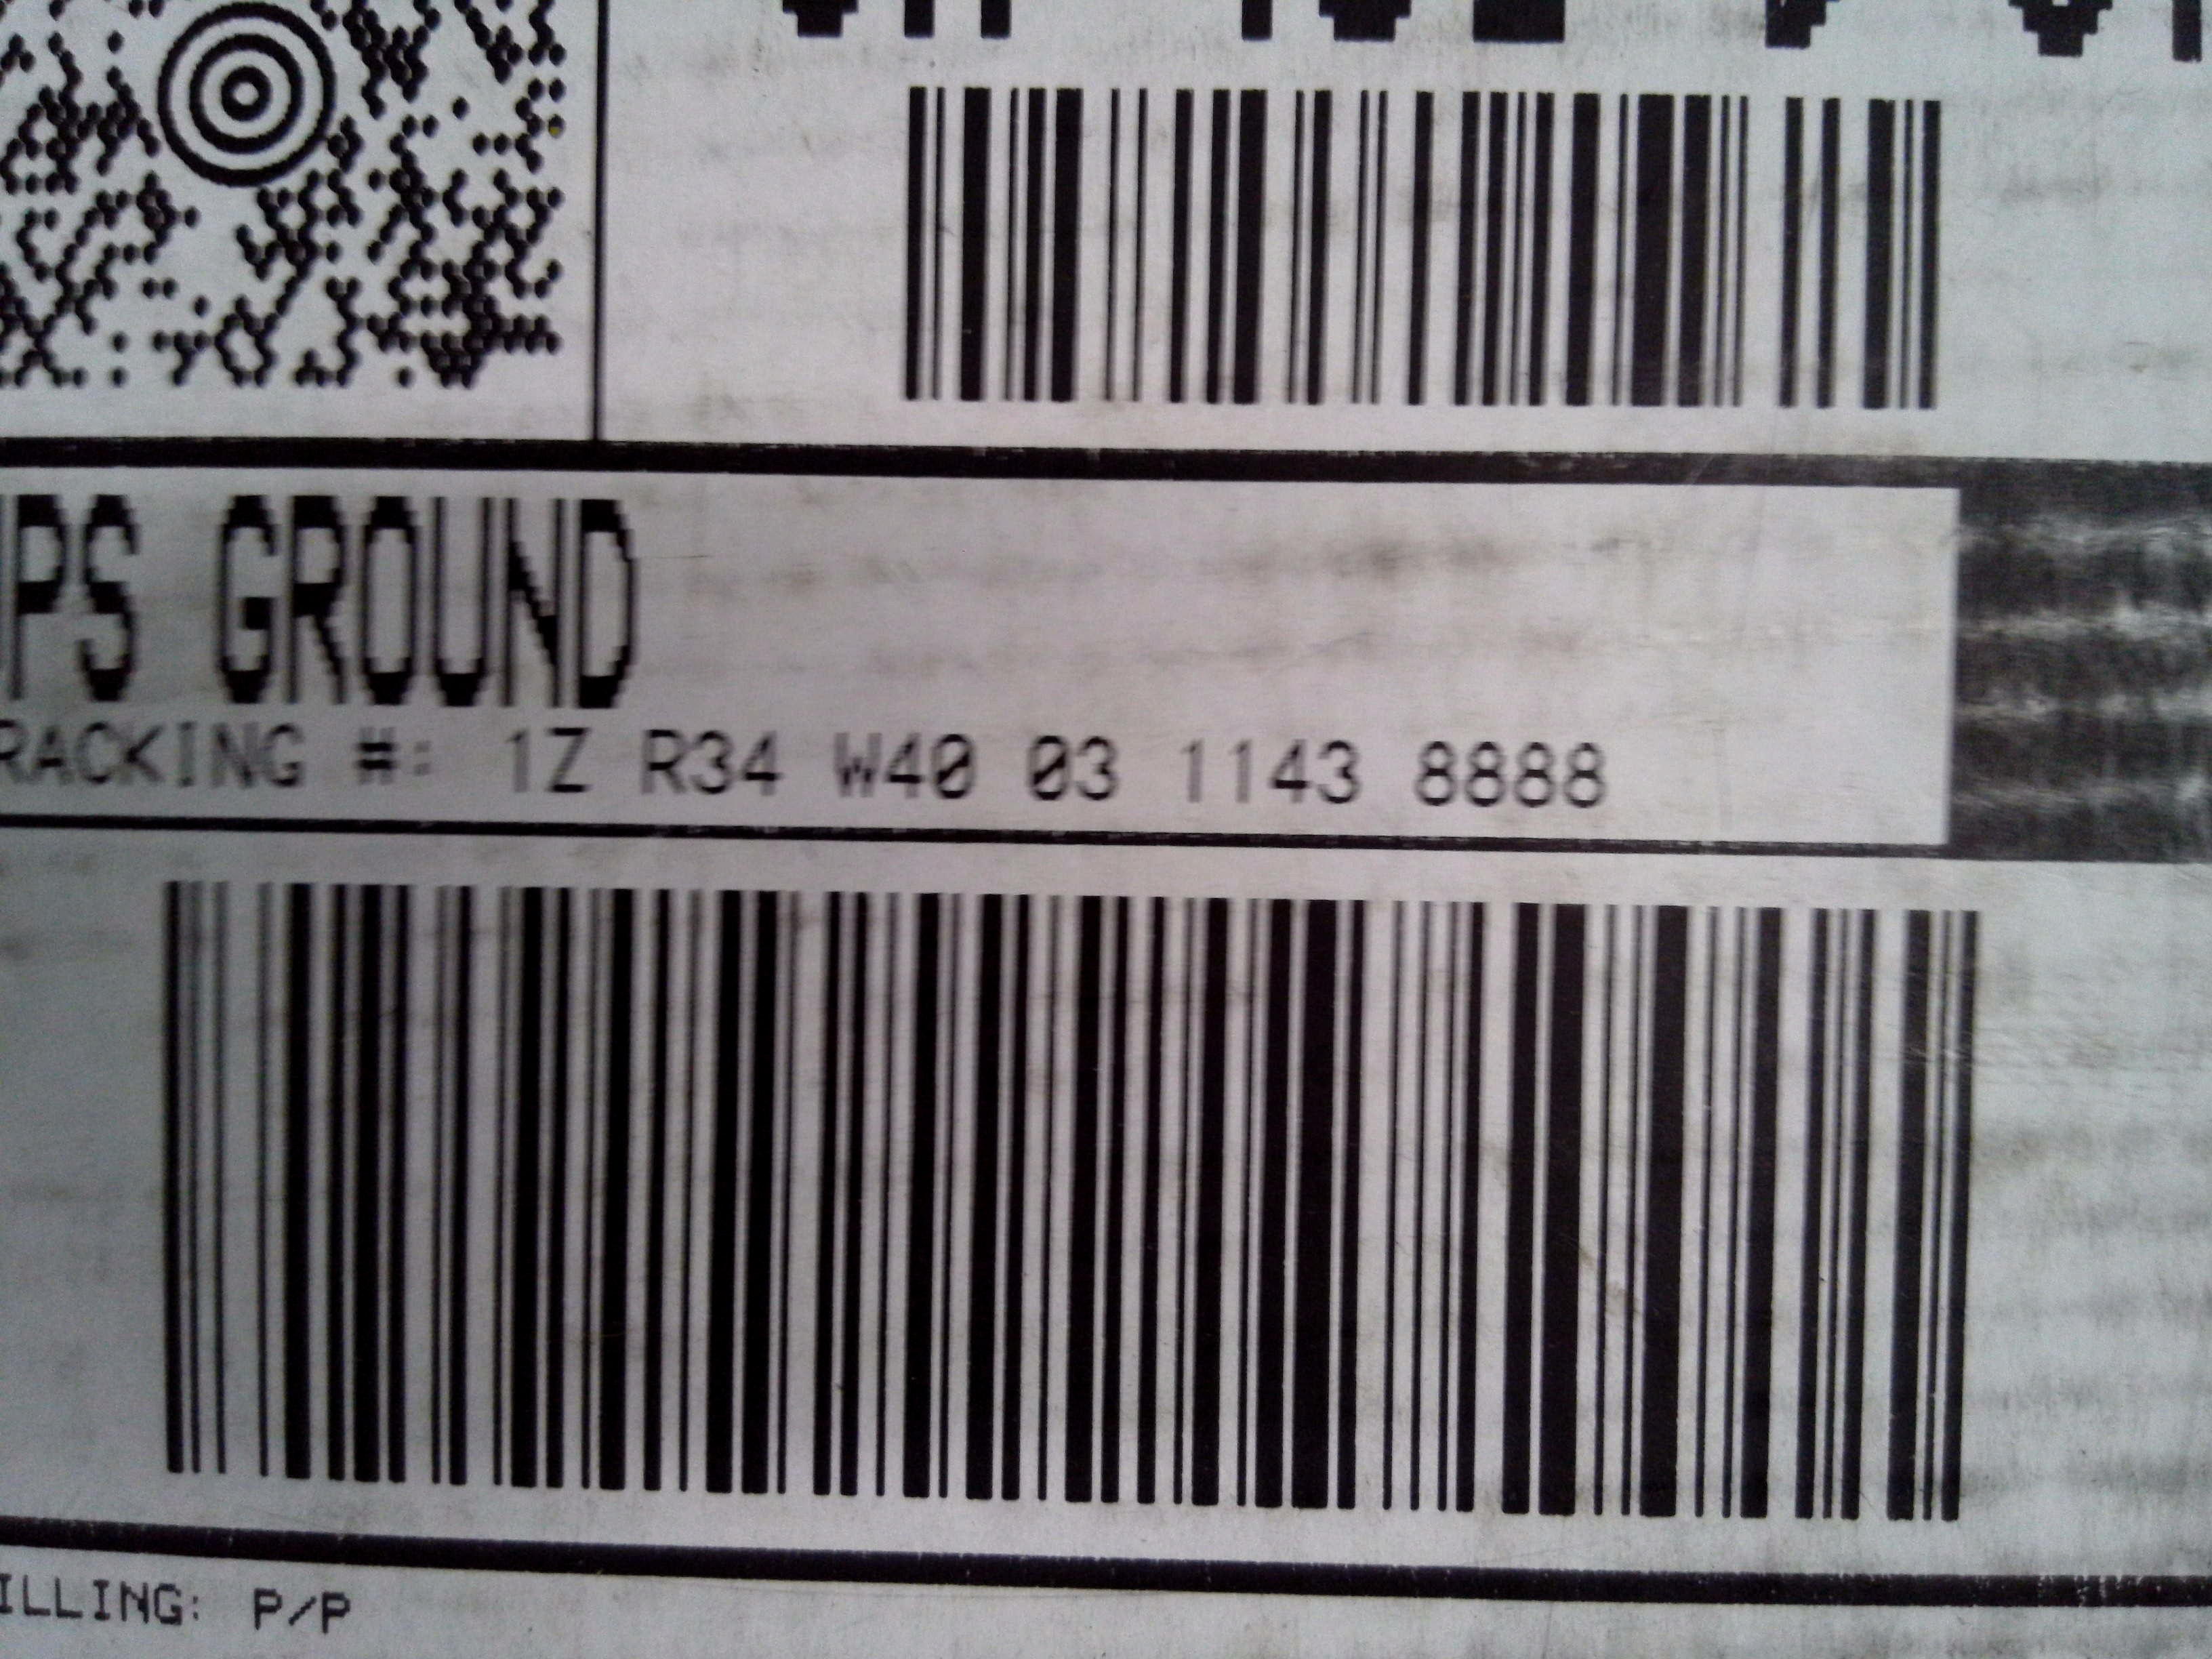 PS GROUND
RACKING #: 1Z R34 W40 03 1143 8888
ILLING: P/P